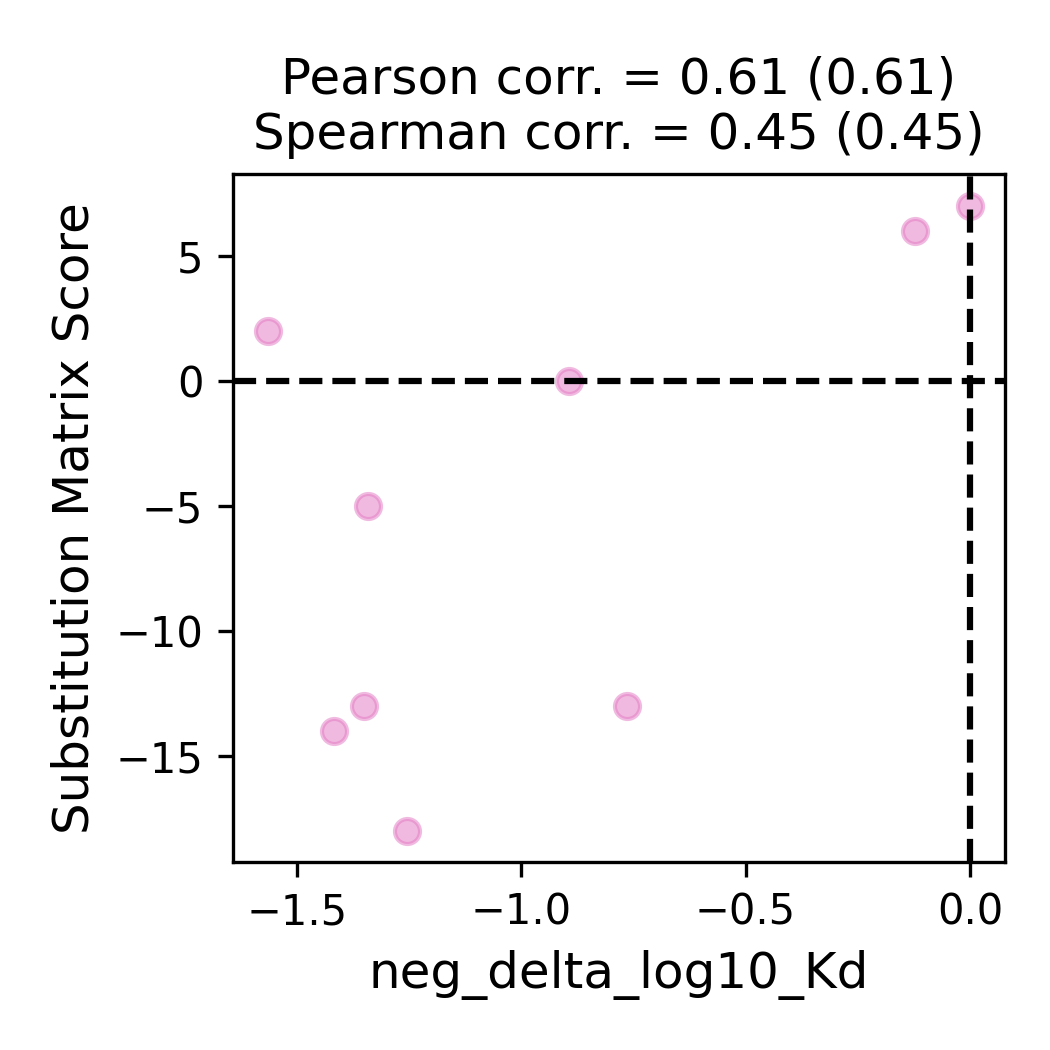 Pearson corr. = 0.61 (0.61)
Spearman corr. = 0.45 (0.45)
Substitution Matrix Score
5
0
−5
−10
−15
−1.5
−1.0
−0.5
0.0
neg_delta_log10_Kd